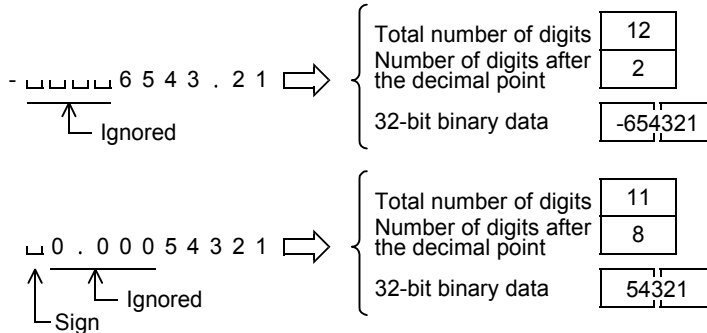 Total number of digits 12
Number of digits after the decimal point 2
- ␣␣␣␣6543.21
32-bit binary data -654321
Ignored
Total number of digits 11
Number of digits after the decimal point 8
␣0.00054321
32-bit binary data 54321
Ignored
Sign